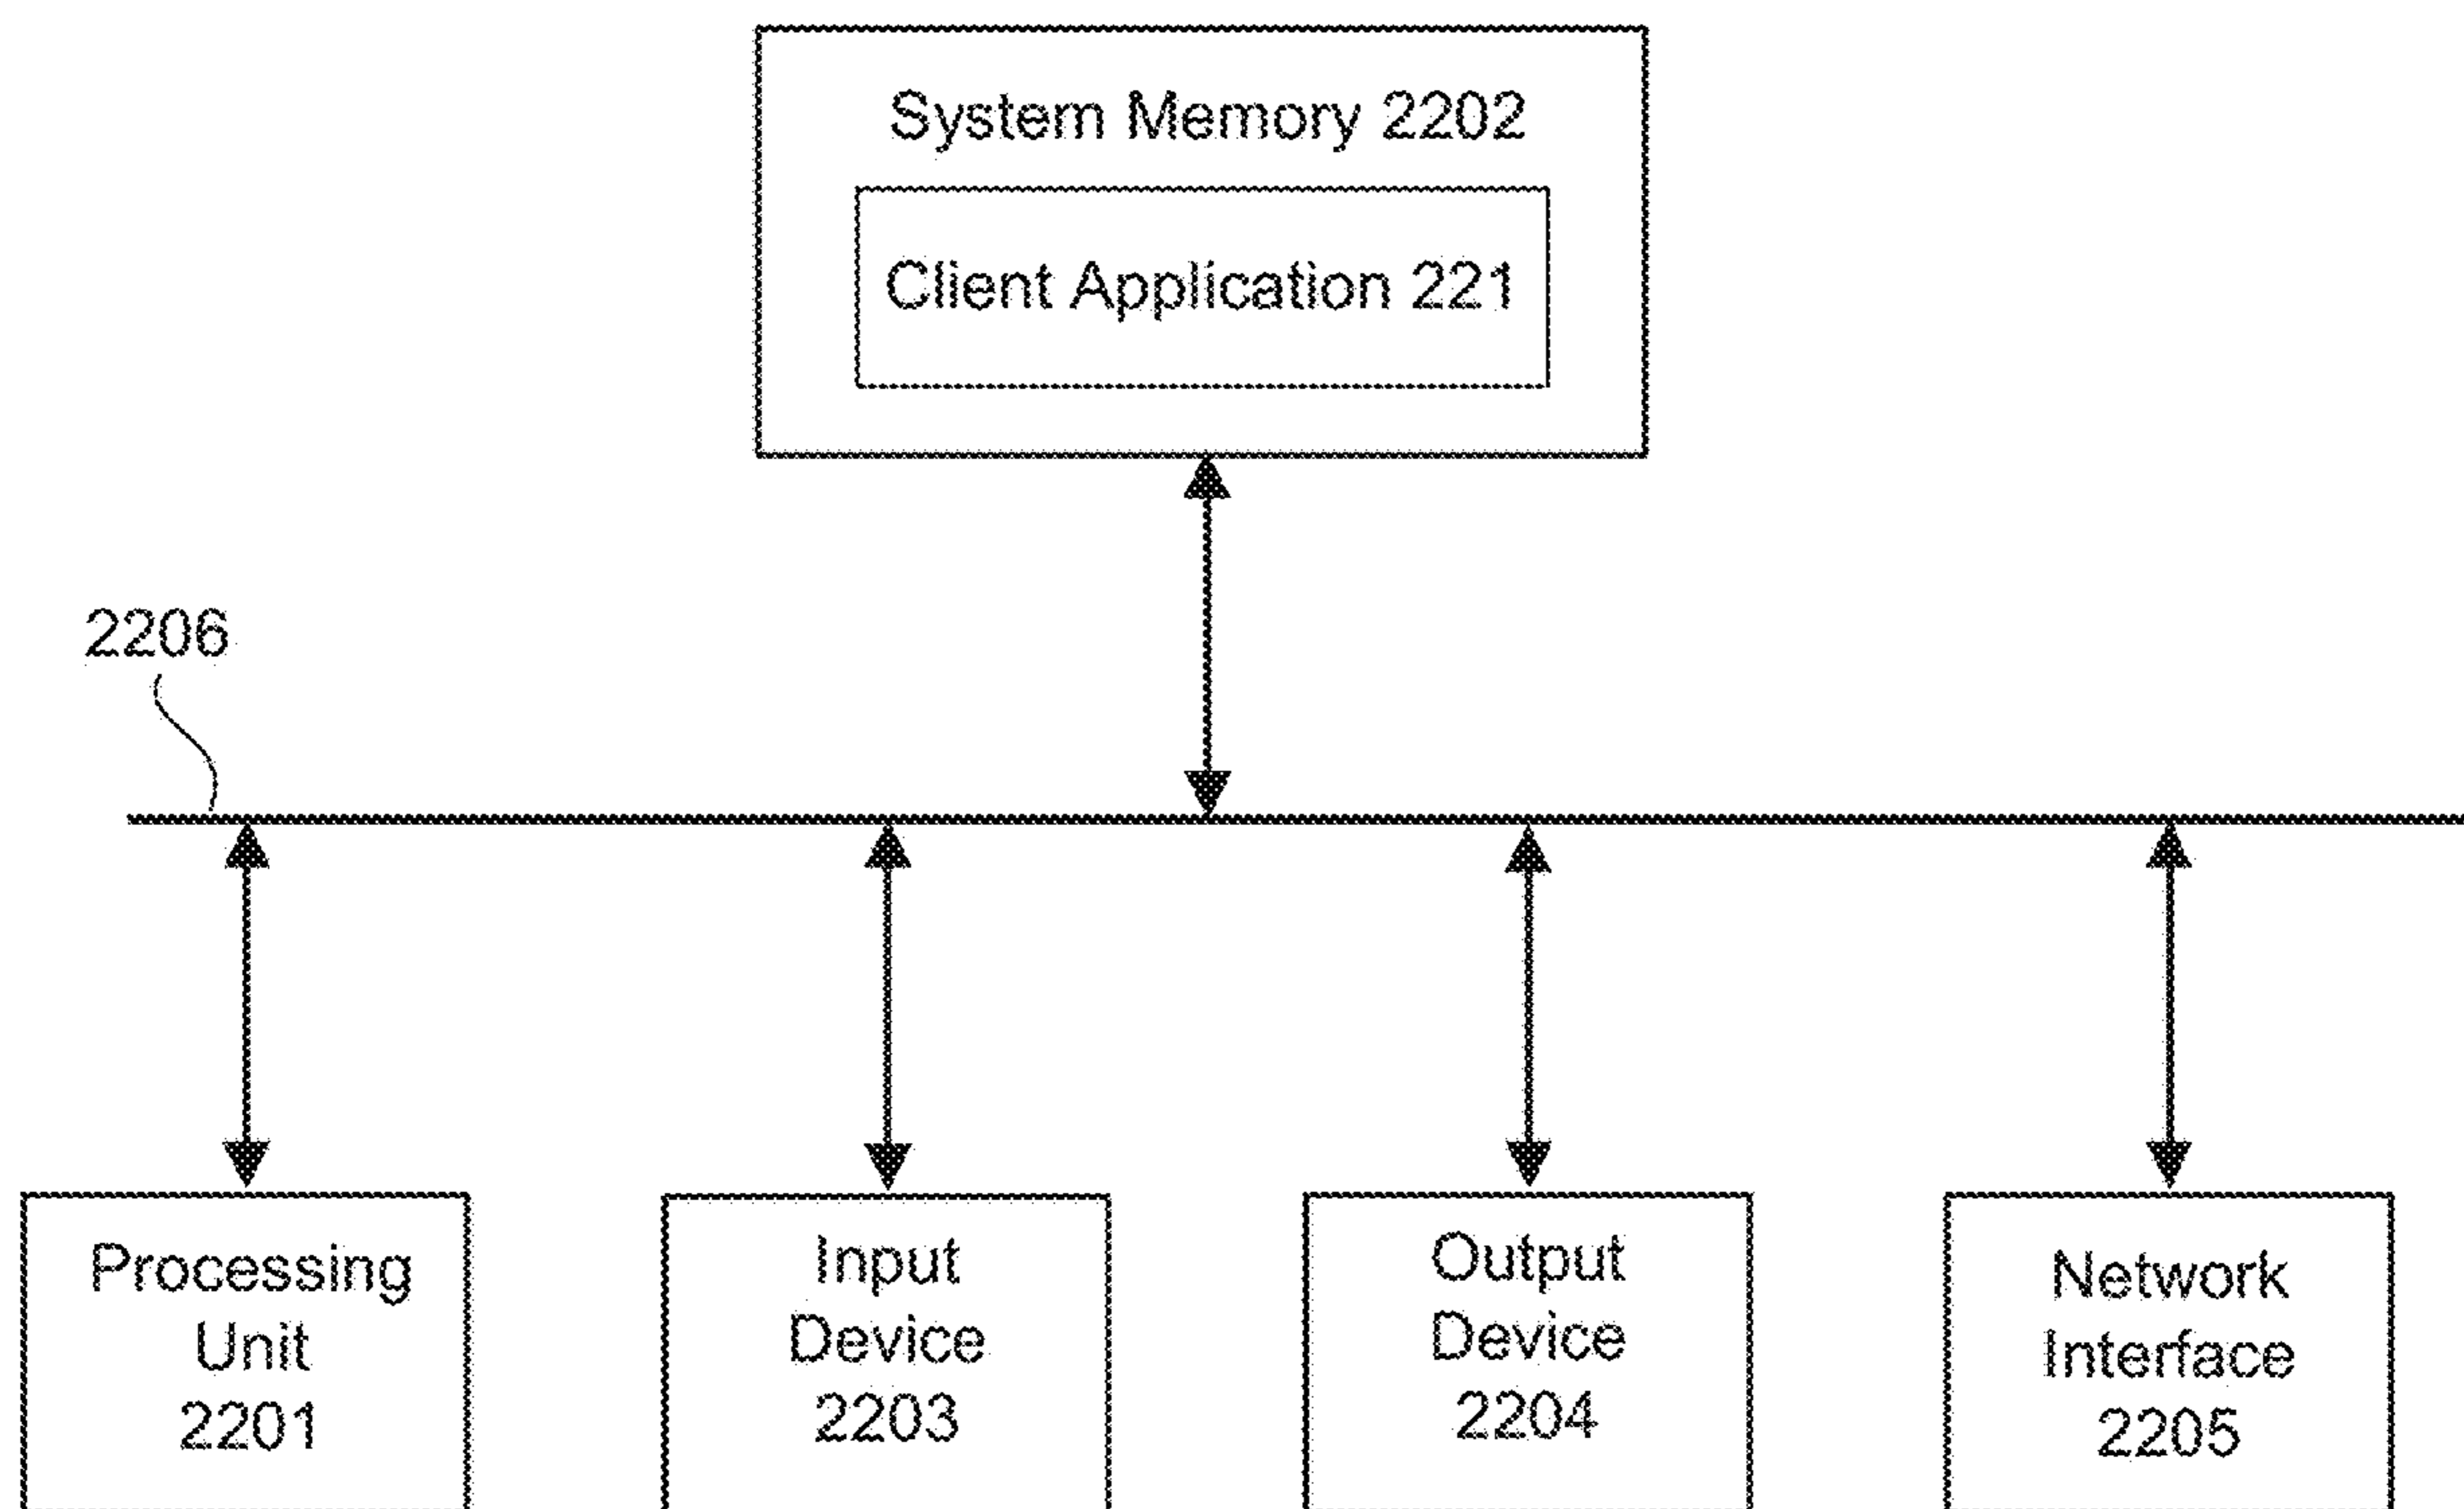 System Memory 2202
Client Application 221
2206
Processing
Unit
2201
Input
Device
2203
Output
Device
2204
Network
Interface
2205